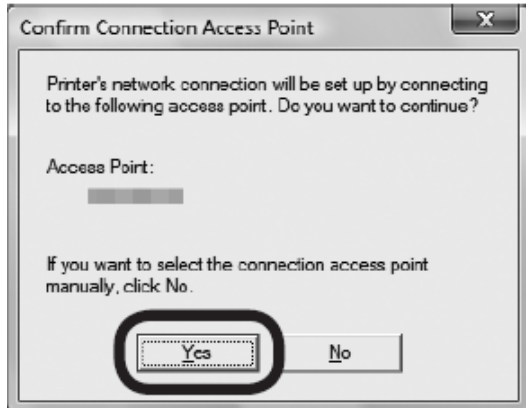 Confirm Connection Access Point
X
Printer's network connection will be set up by connecting
to the following access point. Do you want to continue?
Access Point:
If you want to select the connection access point
manually, click No.
Yes No